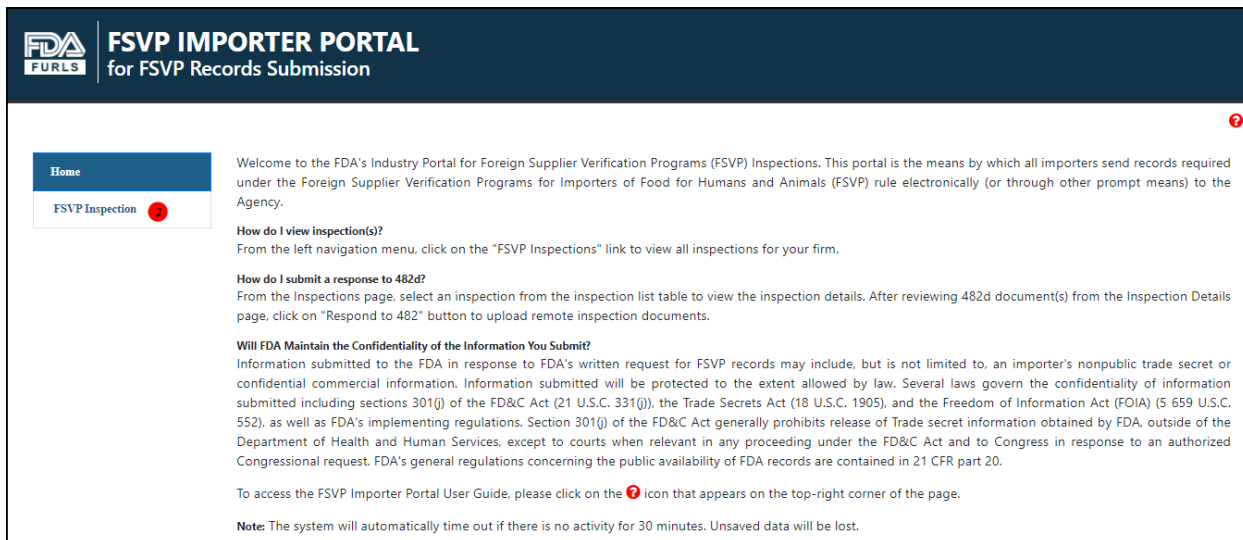 FDA
FURLS
FSVP IMPORTER PORTAL
for FSVP Records Submission
?
Home
FSVP Inspection 2
Welcome to the FDA's Industry Portal for Foreign Supplier Verification Programs (FSVP) Inspections. This portal is the means by which all importers send records required
under the Foreign Supplier Verification Programs for Importers of Food for Humans and Animals (FSVP) rule electronically (or through other prompt means) to the
Agency.
How do I view inspection(s)?
From the left navigation menu, click on the "FSVP Inspections" link to view all inspections for your firm.
How do I submit a response to 482d?
From the Inspections page, select an inspection from the inspection list table to view the inspection details. After reviewing 482d document(s) from the Inspection Details
page, click on "Respond to 482" button to upload remote inspection documents.
Will FDA Maintain the Confidentiality of the Information You Submit?
Information submitted to the FDA in response to FDA's written request for FSVP records may include, but is not limited to, an importer's nonpublic trade secret or
confidential commercial information. Information submitted will be protected to the extent allowed by law. Several laws govern the confidentiality of information
submitted including sections 301(j) of the FD&C Act (21 U.S.C. 331(j)), the Trade Secrets Act (18 U.S.C. 1905), and the Freedom of Information Act (FOIA) (5 659 U.S.C.
552), as well as FDA's implementing regulations. Section 301(j) of the FD&C Act generally prohibits release of Trade secret information obtained by FDA, outside of the
Department of Health and Human Services, except to courts when relevant in any proceeding under the FD&C Act and to Congress in response to an authorized
Congressional request. FDA's general regulations concerning the public availability of FDA records are contained in 21 CFR part 20.
To access the FSVP Importer Portal User Guide, please click on the ? icon that appears on the top-right corner of the page.
Note: The system will automatically time out if there is no activity for 30 minutes. Unsaved data will be lost.